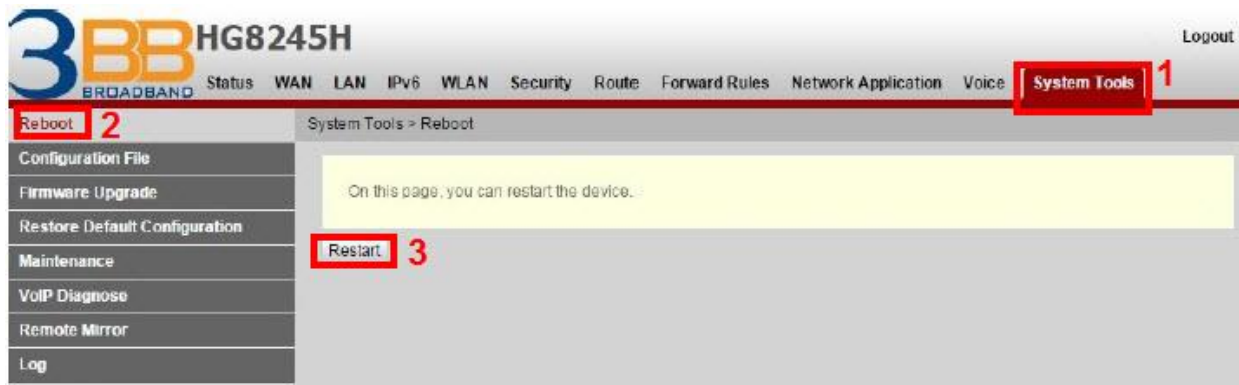 3BB BROADBAND
HG8245H
Logout
Status WAN LAN IPv6 WLAN Security Route Forward Rules Network Application Voice System Tools 1
Reboot 2
System Tools > Reboot
Configuration File
Firmware Upgrade
Restore Default Configuration
Maintenance
VoIP Diagnose
Remote Mirror
Log
On this page, you can restart the device.
Restart 3